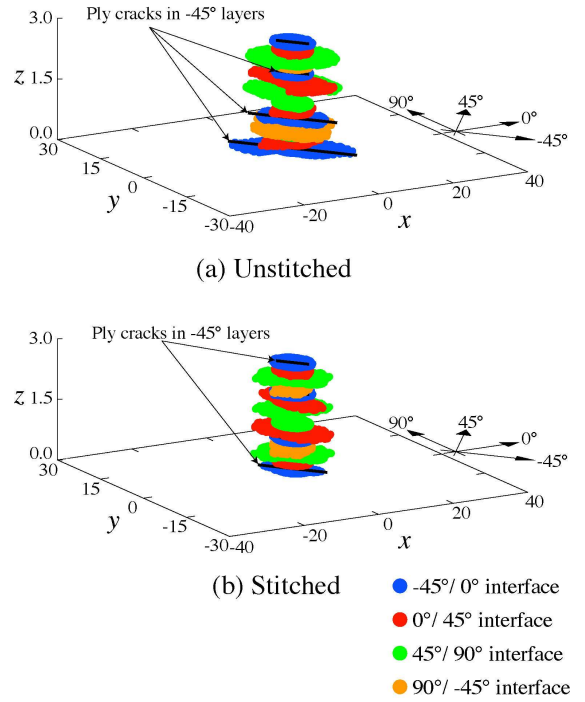 Ply cracks in -45° layers
3.0
z 1.5
0.0
30
15
y 0
-15
-30
-40
-20
0
x
20
40
90° 45° 0° -45°
(a) Unstitched
Ply cracks in -45° layers
3.0
z 1.5
0.0
30
15
y 0
-15
-30
-40
-20
0
x
20
40
90° 45° 0° -45°
(b) Stitched
-45°/ 0° interface
0°/ 45° interface
45°/ 90° interface
90°/ -45° interface